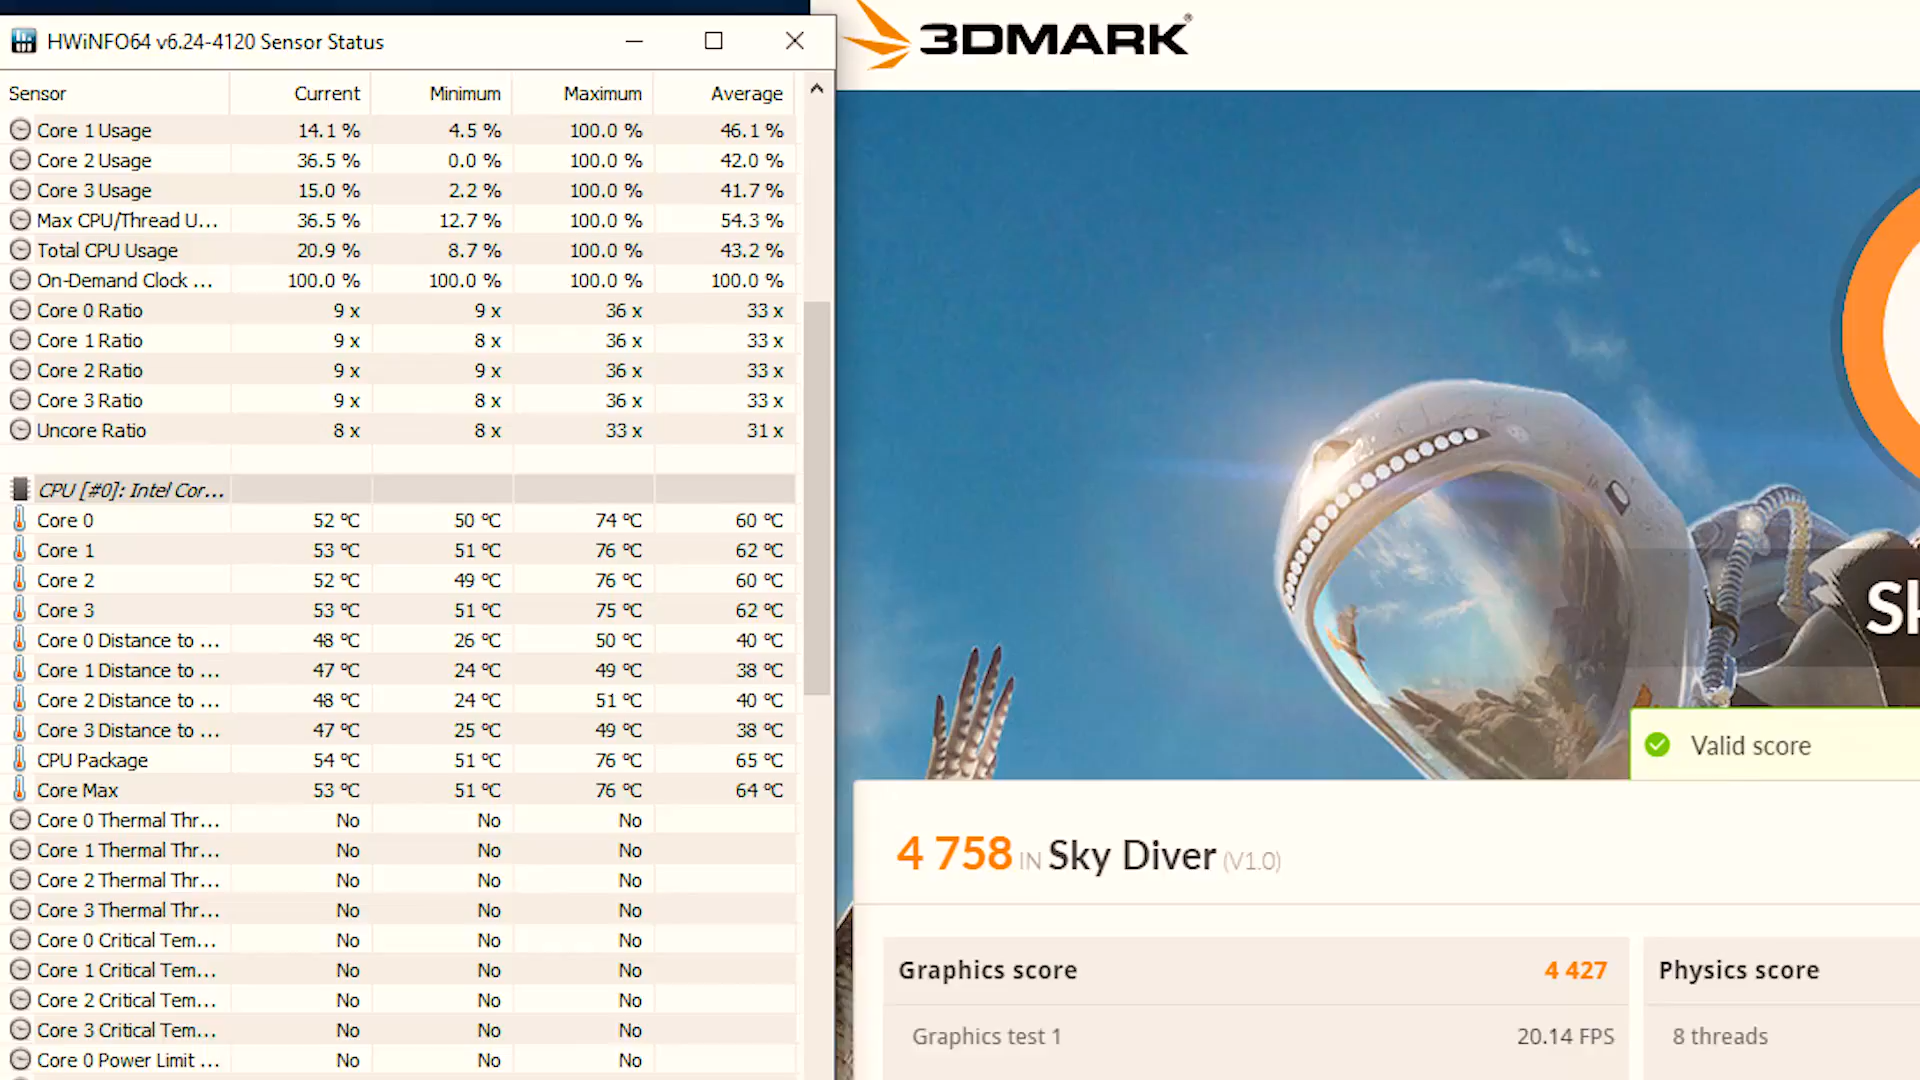 HWiNFO64 v6.24-4120 Sensor Status
Sensor Current Minimum Maximum Average
Core 1 Usage 14.1 % 4.5 % 100.0 % 46.1 %
Core 2 Usage 36.5 % 0.0 % 100.0 % 42.0 %
Core 3 Usage 15.0 % 2.2 % 100.0 % 41.7 %
Max CPU/Thread U... 36.5 % 12.7 % 100.0 % 54.3 %
Total CPU Usage 20.9 % 8.7 % 100.0 % 43.2 %
On-Demand Clock ... 100.0 % 100.0 % 100.0 % 100.0 %
Core 0 Ratio 9 x 9 x 36 x 33 x
Core 1 Ratio 9 x 8 x 36 x 33 x
Core 2 Ratio 9 x 9 x 36 x 33 x
Core 3 Ratio 9 x 8 x 36 x 33 x
Uncore Ratio 8 x 8 x 33 x 31 x
CPU [#0]: Intel Cor...
Core 0 52 °C 50 °C 74 °C 60 °C
Core 1 53 °C 51 °C 76 °C 62 °C
Core 2 52 °C 49 °C 76 °C 60 °C
Core 3 53 °C 51 °C 75 °C 62 °C
Core 0 Distance to ... 48 °C 26 °C 50 °C 40 °C
Core 1 Distance to ... 47 °C 24 °C 49 °C 38 °C
Core 2 Distance to ... 48 °C 24 °C 51 °C 40 °C
Core 3 Distance to ... 47 °C 25 °C 49 °C 38 °C
CPU Package 54 °C 51 °C 76 °C 65 °C
Core Max 53 °C 51 °C 76 °C 64 °C
Core 0 Thermal Thr... No No No
Core 1 Thermal Thr... No No No
Core 2 Thermal Thr... No No No
Core 3 Thermal Thr... No No No
Core 0 Critical Tem... No No No
Core 1 Critical Tem... No No No
Core 2 Critical Tem... No No No
Core 3 Critical Tem... No No No
Core 0 Power Limit ... No No No
3DMARK®
Sk
Valid score
4 758 IN Sky Diver (V1.0)
Graphics score 4 427
Graphics test 1 20.14 FPS
Physics score
8 threads